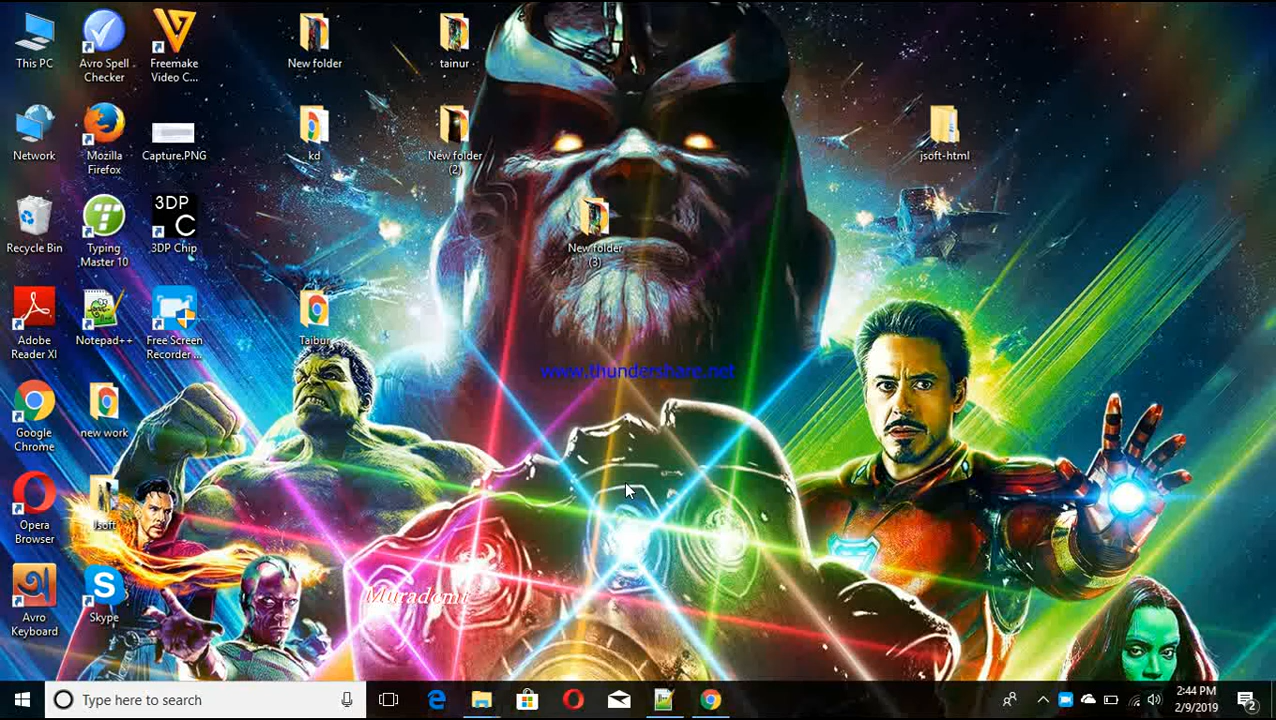 This PC
Avro Spell
Checker
Freemake
Video C...
New folder
tainur
Network
Mozilla
Firefox
Capture.PNG
kd
New folder
(2)
jsoft-html
Recycle Bin
Typing
Master 10
3DP
C
3DP Chip
New folder
(3)
Adobe
Reader XI
Notepad++
Free Screen
Recorder ...
Taibur
www.thundershare.net
Google
Chrome
new work
Opera
Browser
Jsoft
Muradomi
অ
Avro
Keyboard
Skype
Type here to search
2:44 PM
2/9/2019
2